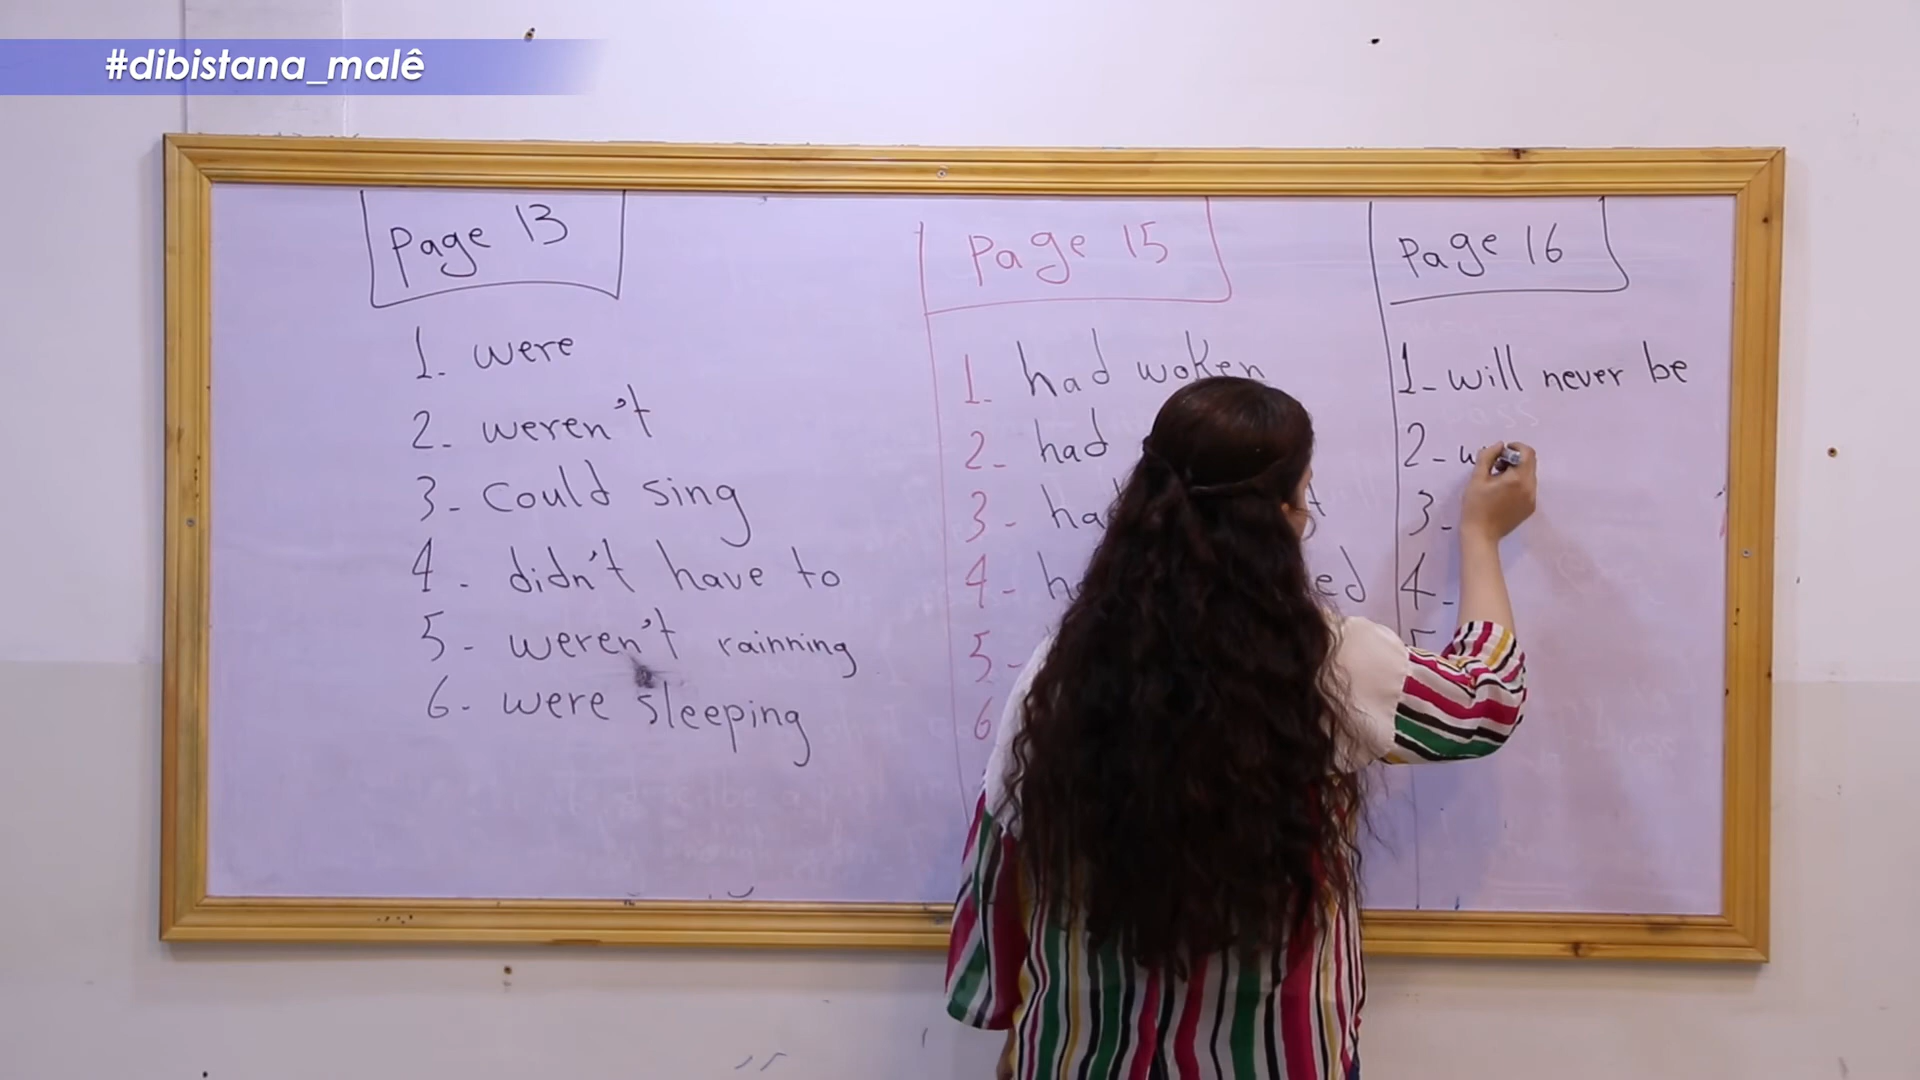 #dibistana_malê
Page 13
1. were
2- weren't
3- could sing
4- didn't have to
5- weren't rainning
6- were sleeping
Page 15
1- had woken
2- had
3-
4-
5-
6
Page 16
1- will never be
2-
3-
4-
5